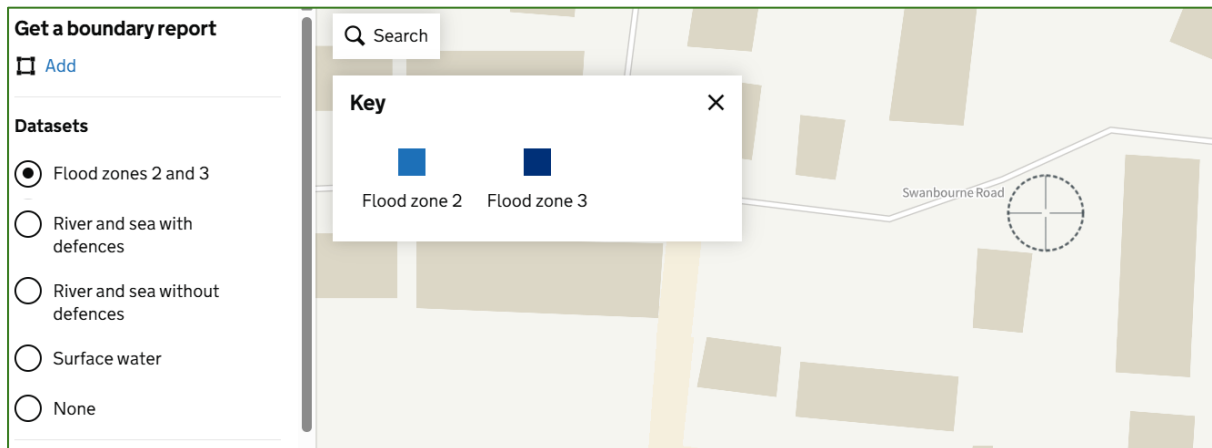 Get a boundary report
Add
Datasets
Flood zones 2 and 3
River and sea with
defences
River and sea without
defences
Surface water
None
Search
Key
Flood zone 2
Flood zone 3
Swanbourne Road